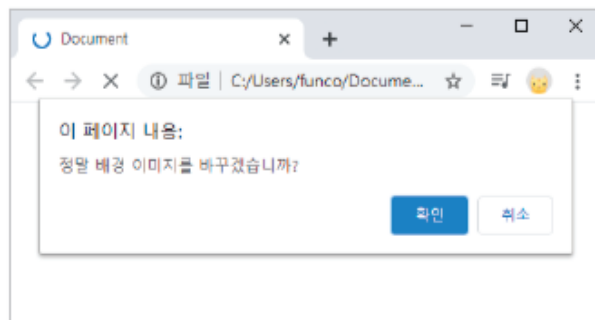 Document
파일 | C:/Users/funco/Docume...
이 페이지 내용:
정말 배경 이미지를 바꾸겠습니까?
확인 취소